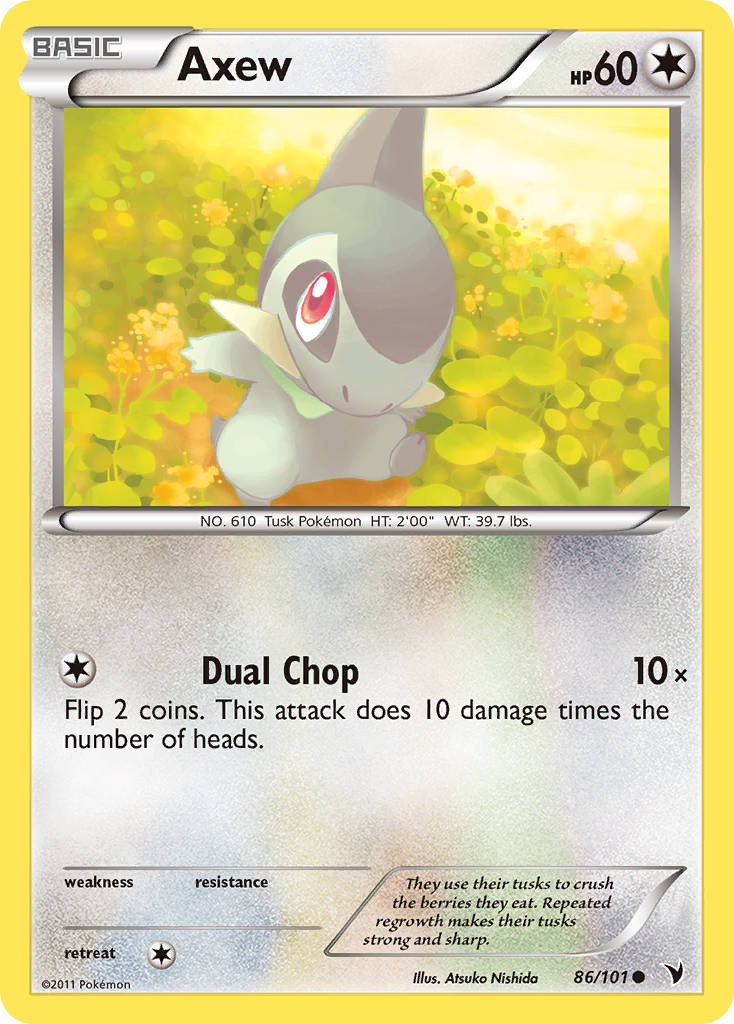 BASIC
Axew
HP60
NO. 610 Tusk Pokémon HT: 2'00" WT: 39.7 lbs.
Dual Chop
10×
Flip 2 coins. This attack does 10 damage times the
number of heads.
weakness
resistance
They use their tusks to crush
the berries they eat. Repeated
regrowth makes their tusks
strong and sharp.
retreat
©2011 Pokémon
Illus. Atsuko Nishida
86/101